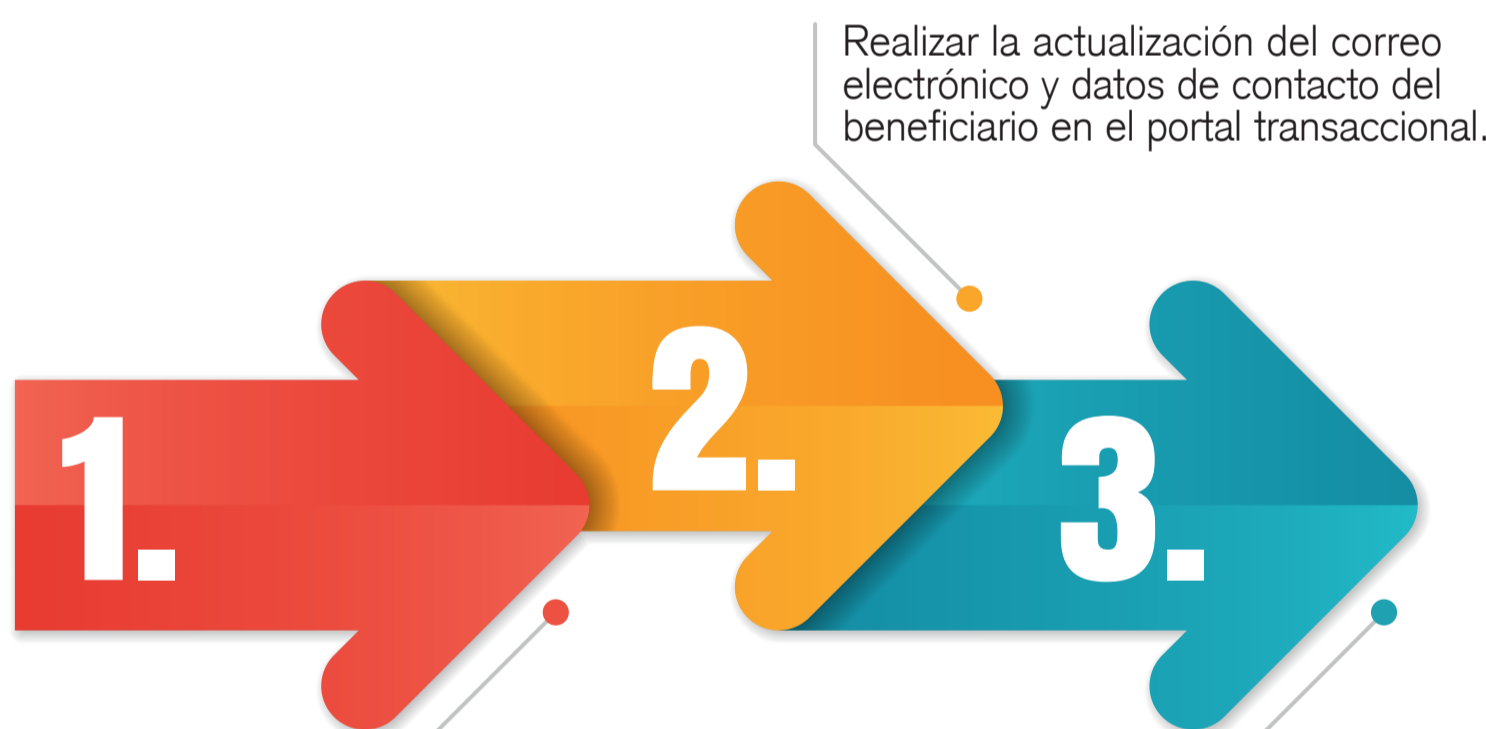 Realizar la actualización del correo
electrónico y datos de contacto del
beneficiario en el portal transaccional.
1.
2.
3.